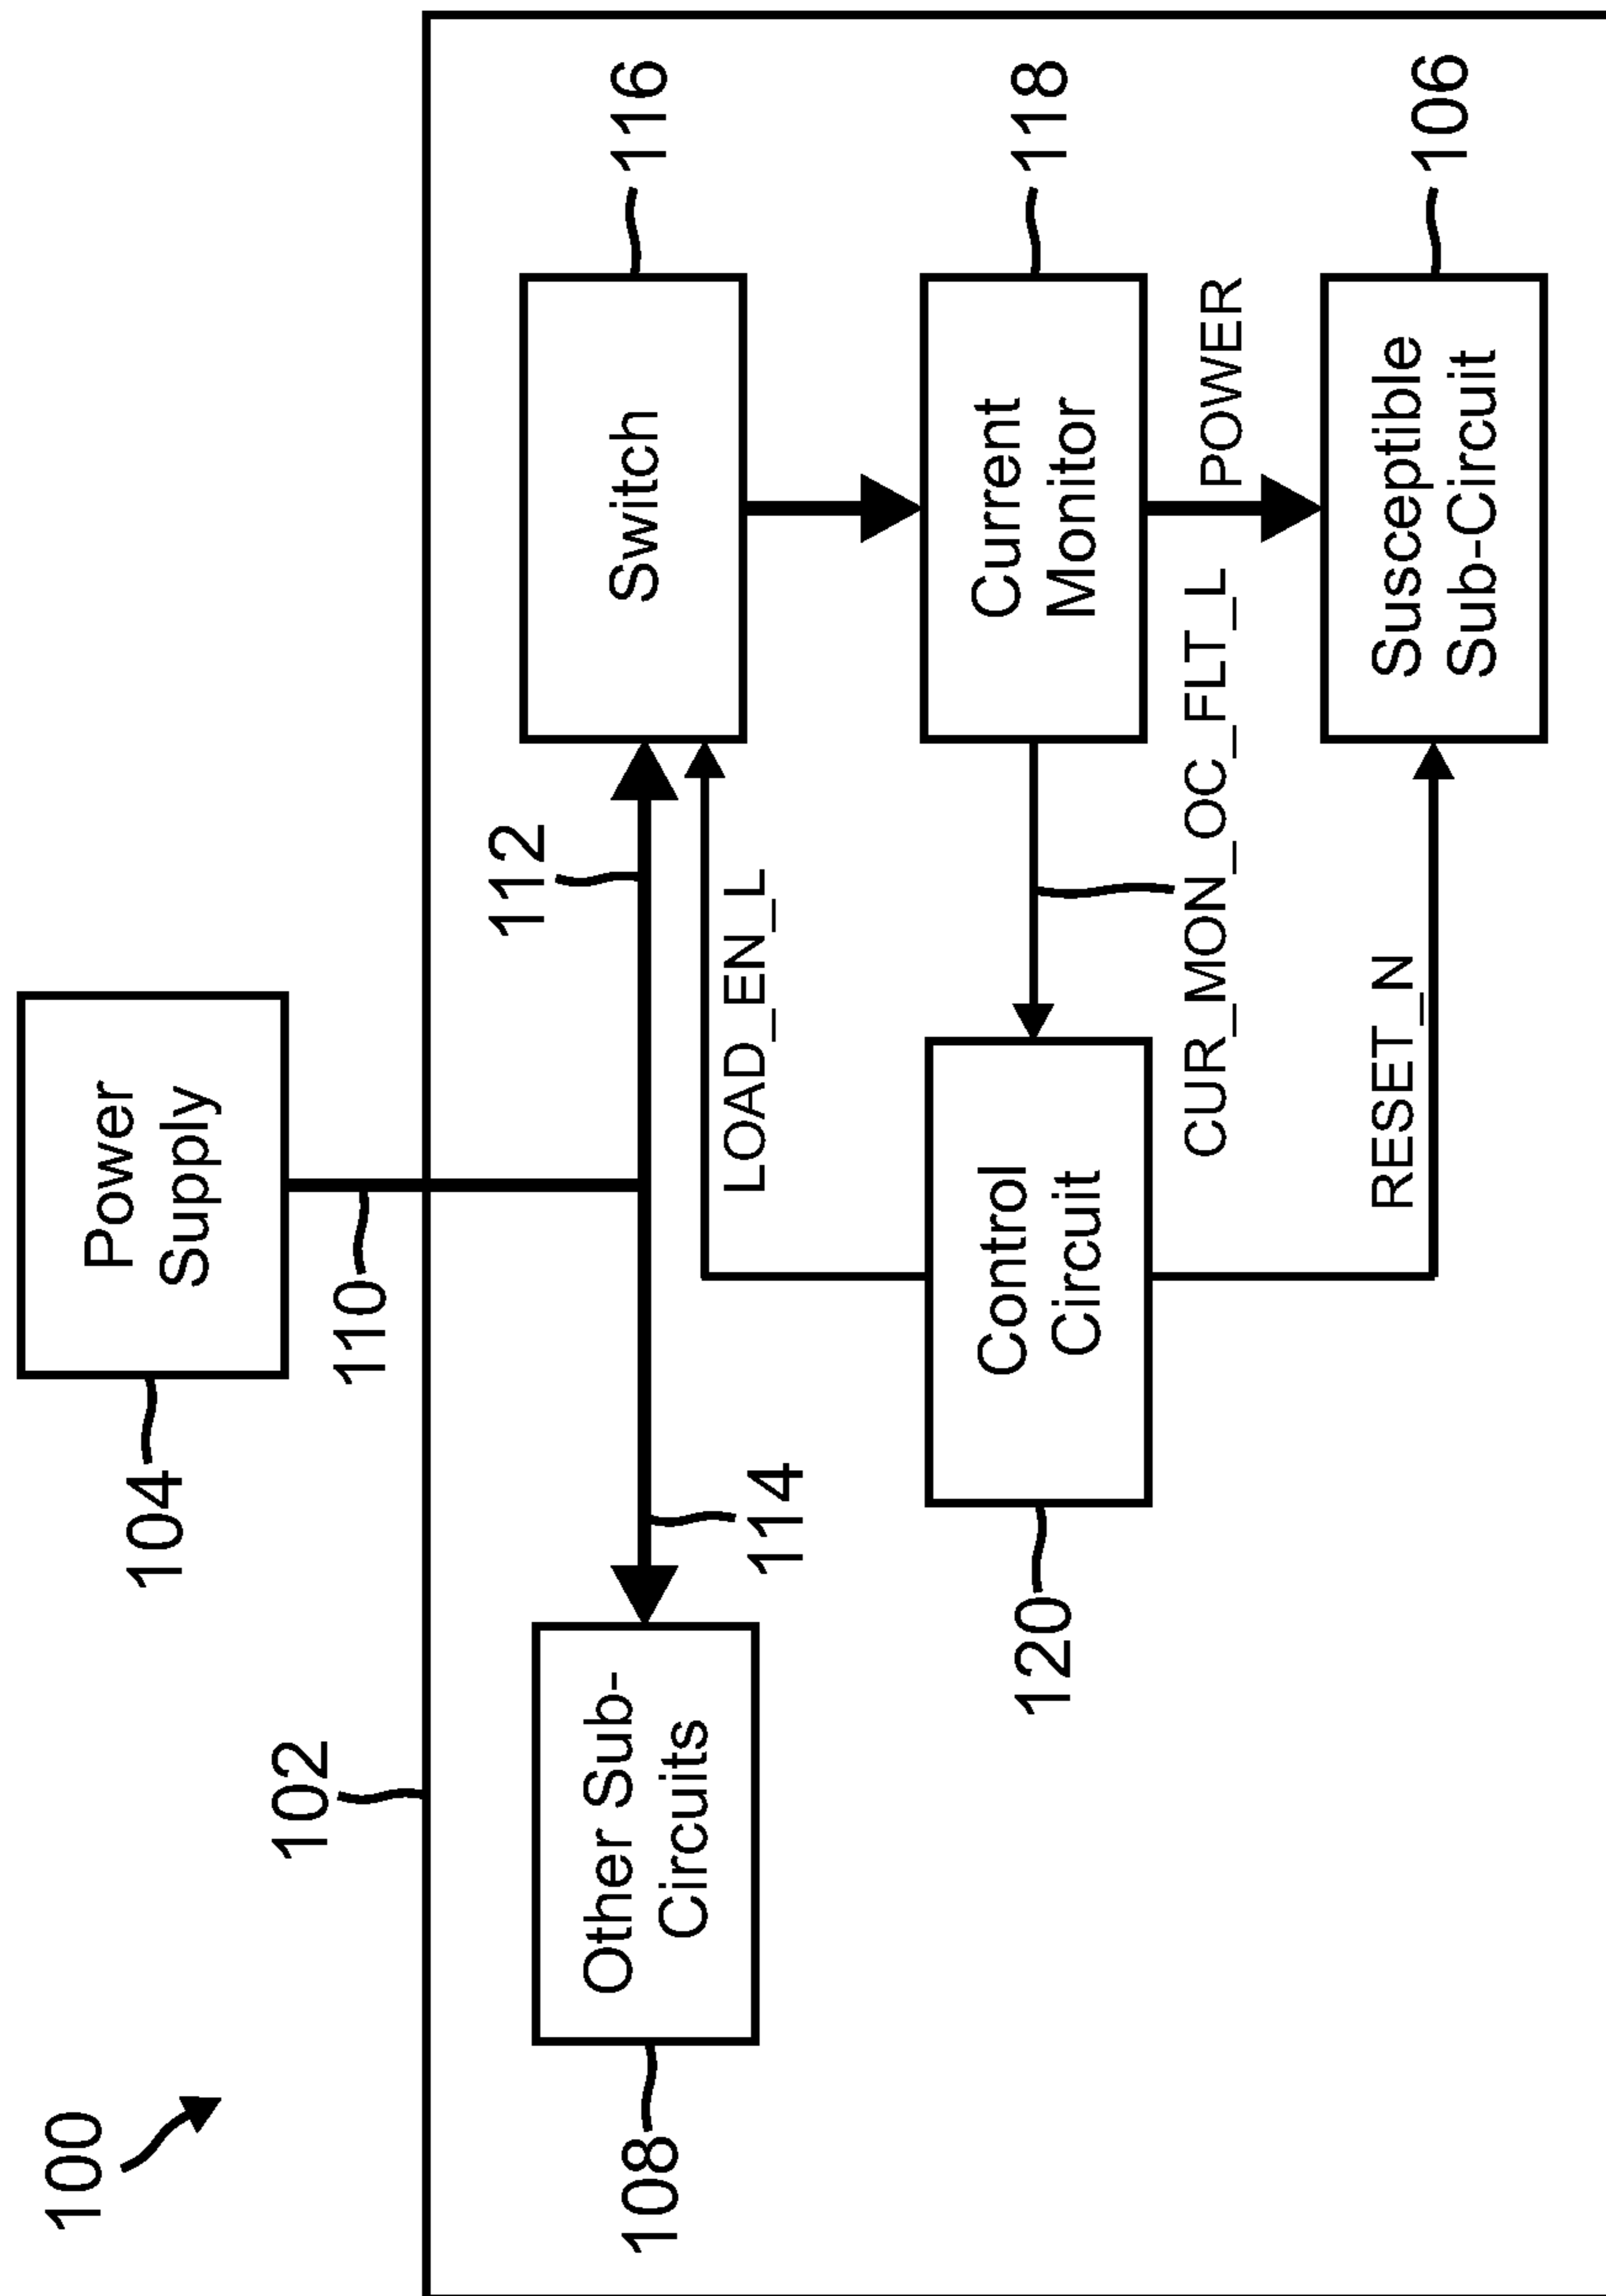 100
102
104
Power
Supply
110
112
114
108
Other Sub-
Circuits
Switch
116
LOAD_EN_L
120
Control
Circuit
Current
Monitor
118
CUR_MON_OC_FLT_L
POWER
RESET_N
Susceptible
Sub-Circuit
106